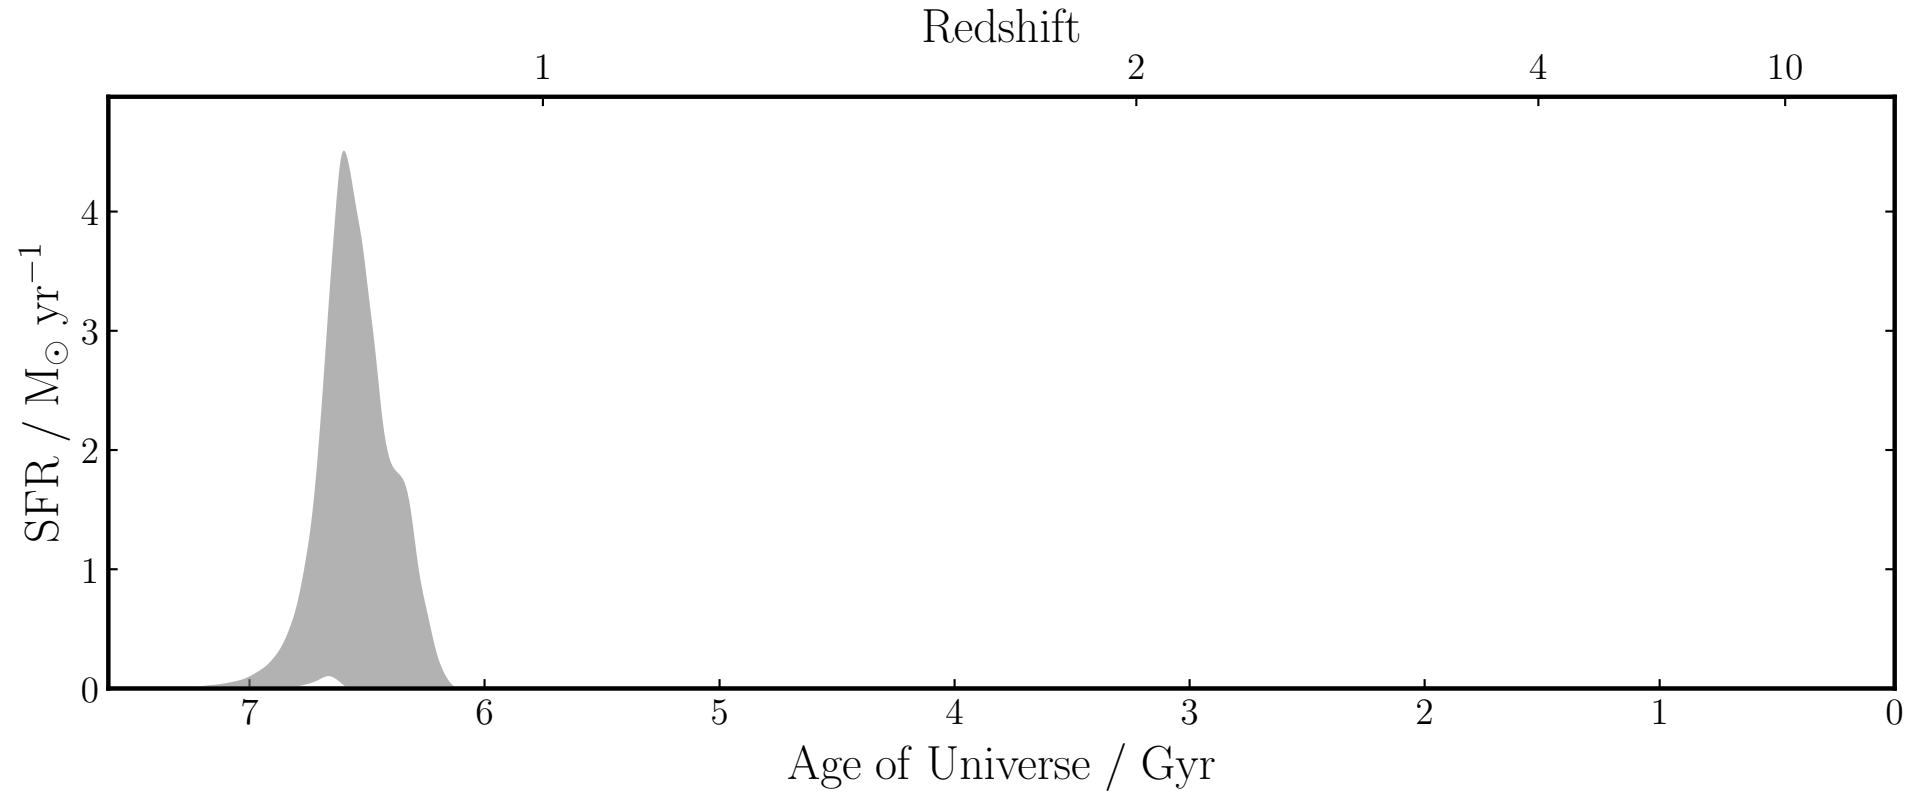 Redshift
1 2 4 10
SFR / M⊙ yr−1
4
3
2
1
0
7 6 5 4 3 2 1 0
Age of Universe / Gyr